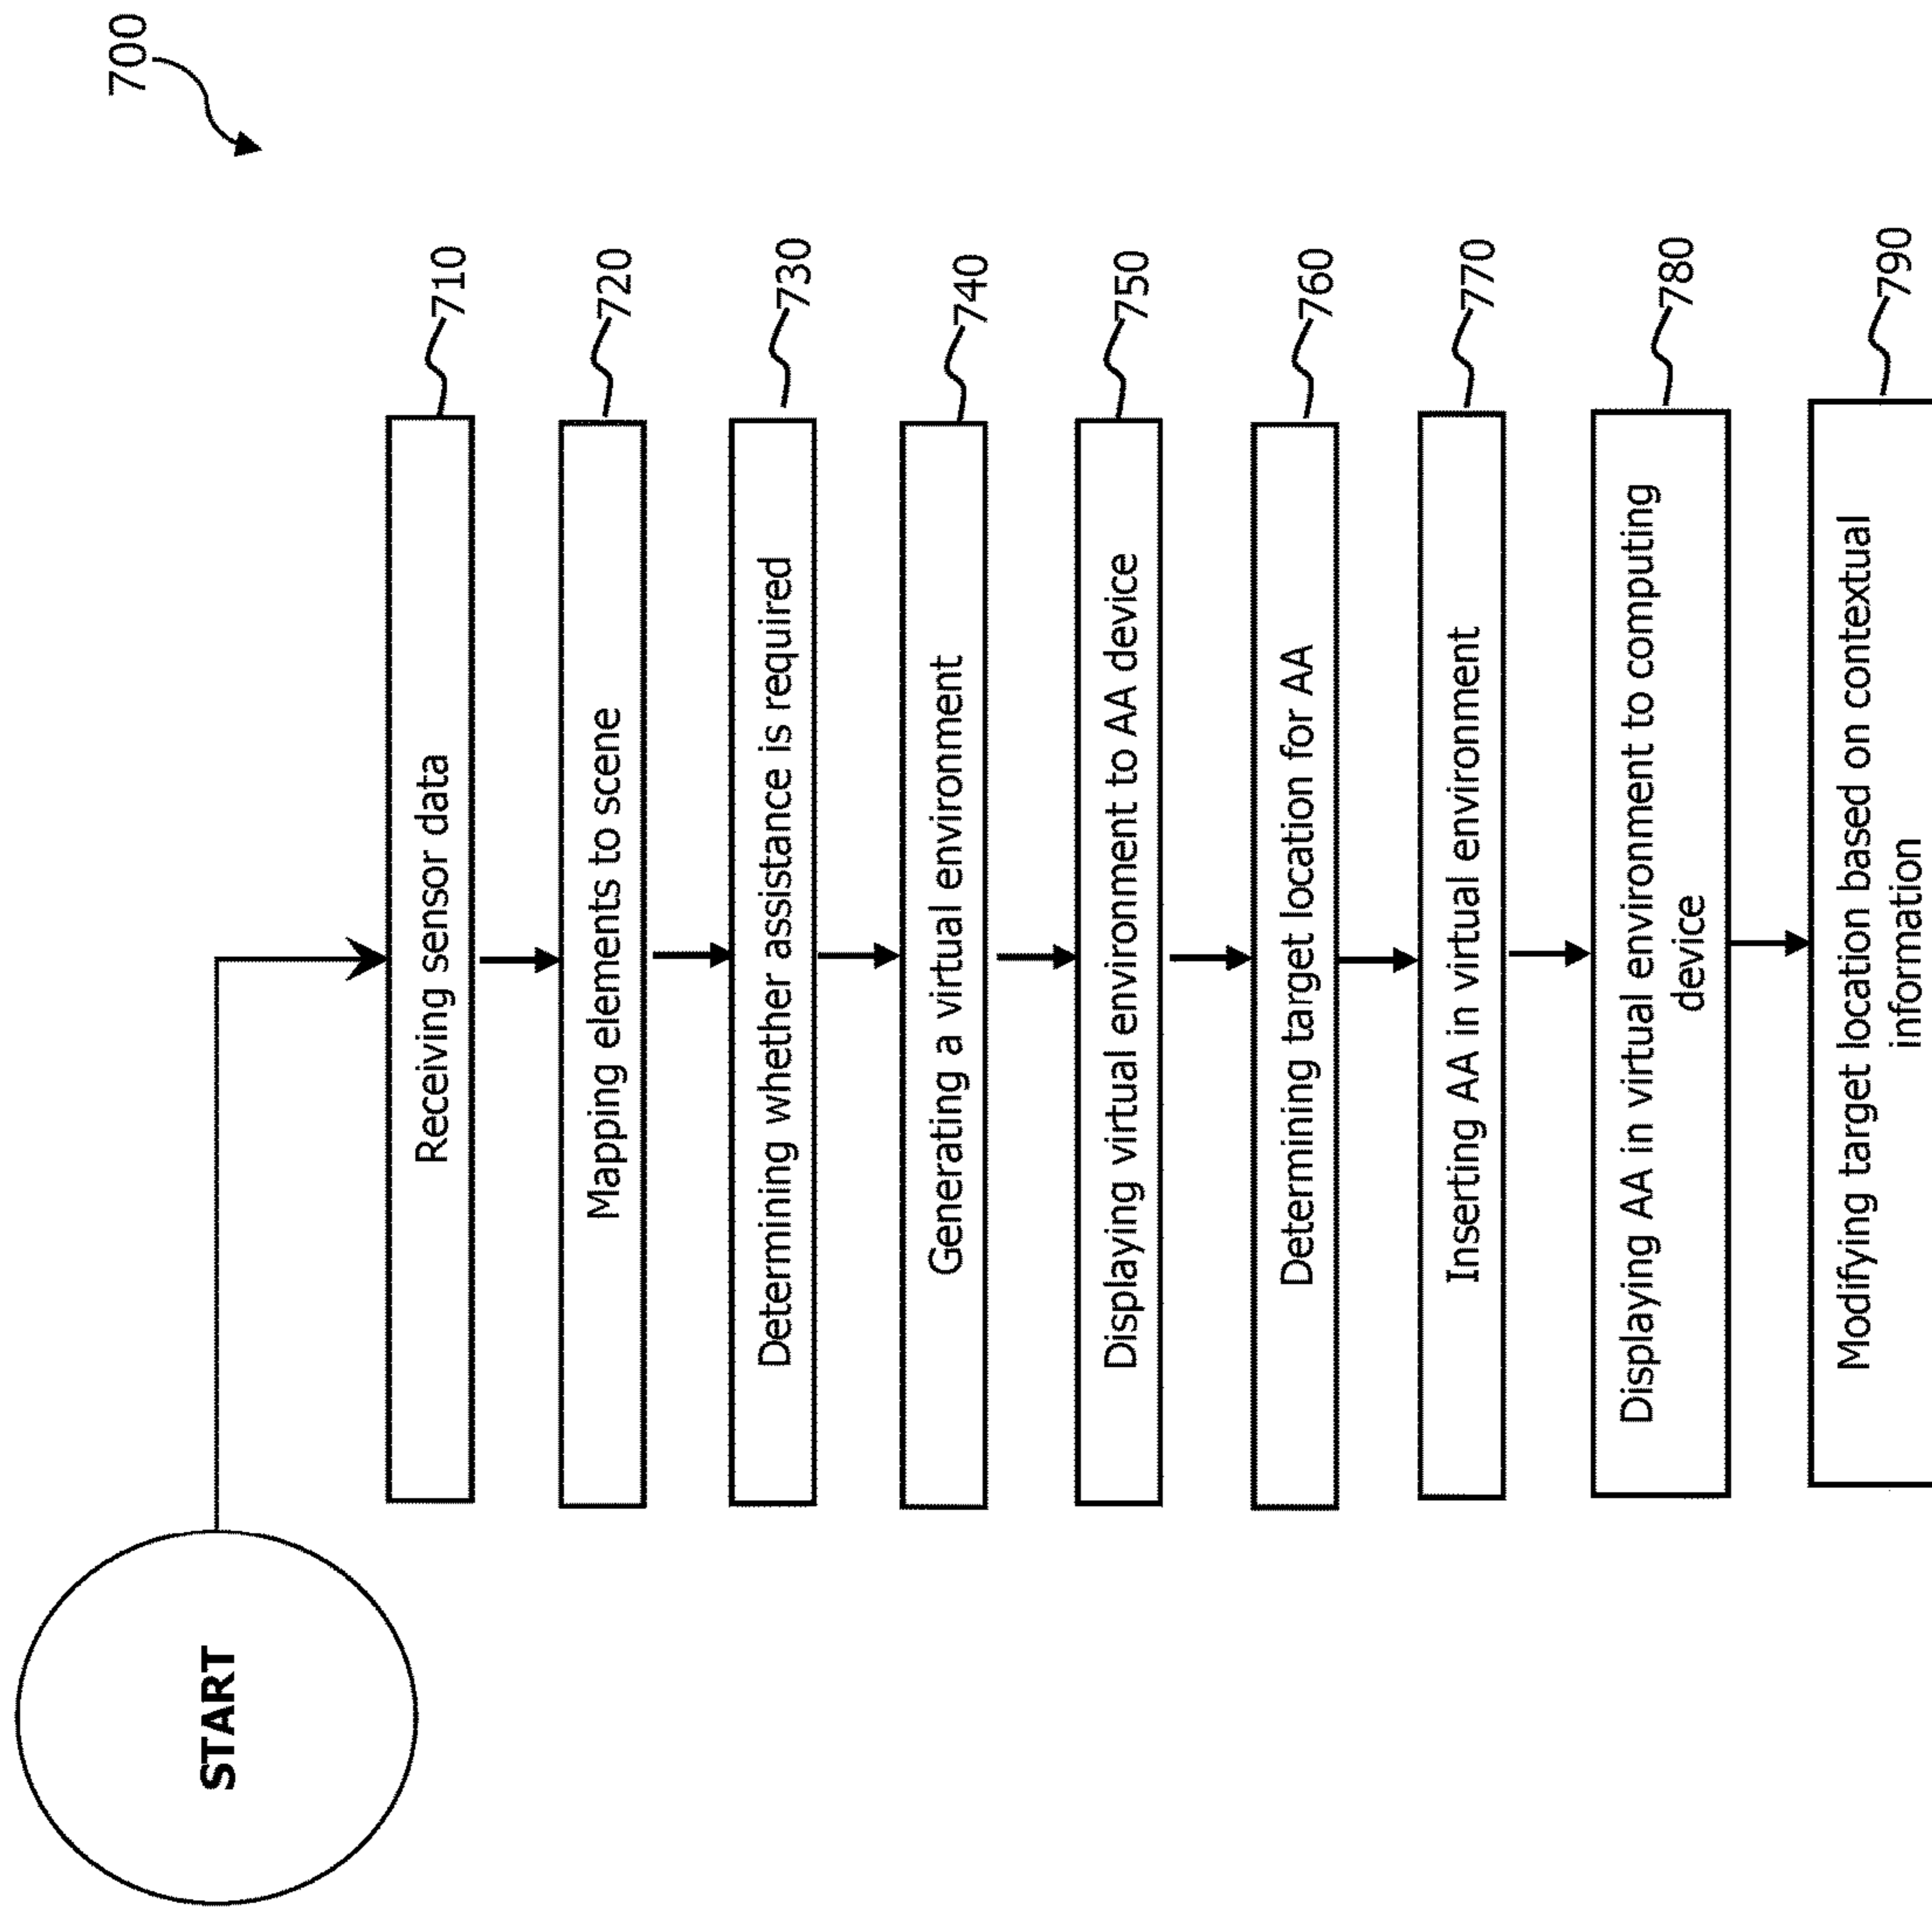 700
START
Receiving sensor data
710
Mapping elements to scene
720
Determining whether assistance is required
730
Generating a virtual environment
740
Displaying virtual environment to AA device
750
Determining target location for AA
760
Inserting AA in virtual environment
770
Displaying AA in virtual environment to computing
device
780
Modifying target location based on contextual
information
790